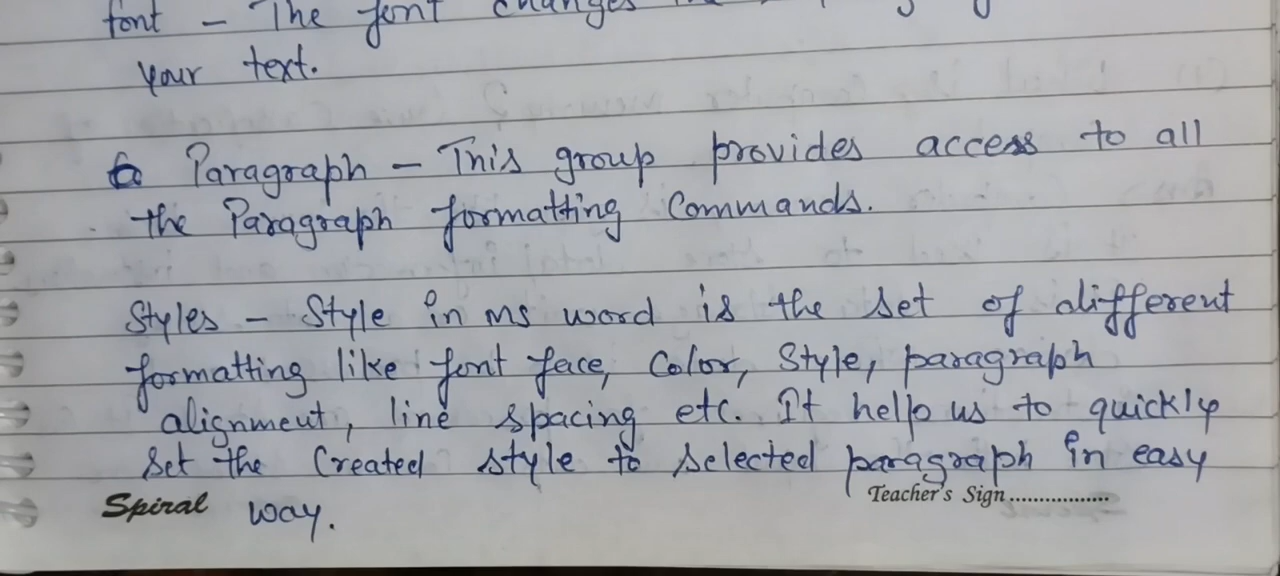 font - The font changes the
your text.
Paragraph - This group provides access to all
the Paragraph formatting Commands.
Styles - Style in ms word is the set of different
formatting like font face, Color, Style, paragraph
alignment, line spacing etc. It help us to quickly
set the Created style to selected paragraph in easy
Teacher's Sign..................
Spiral way.